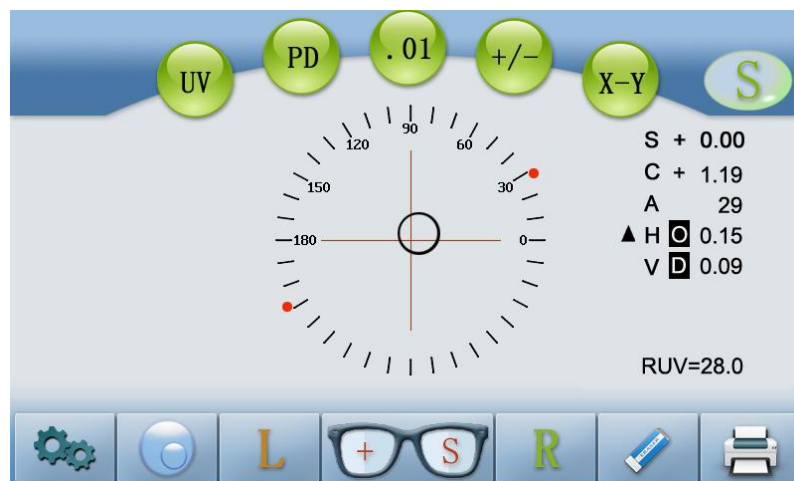 UV
PD
.01
+/-
X-Y
S
90
120
60
150
30
180
0
S + 0.00
C + 1.19
A 29
▲ H O 0.15
V D 0.09
RUV=28.0
L
+ S
R